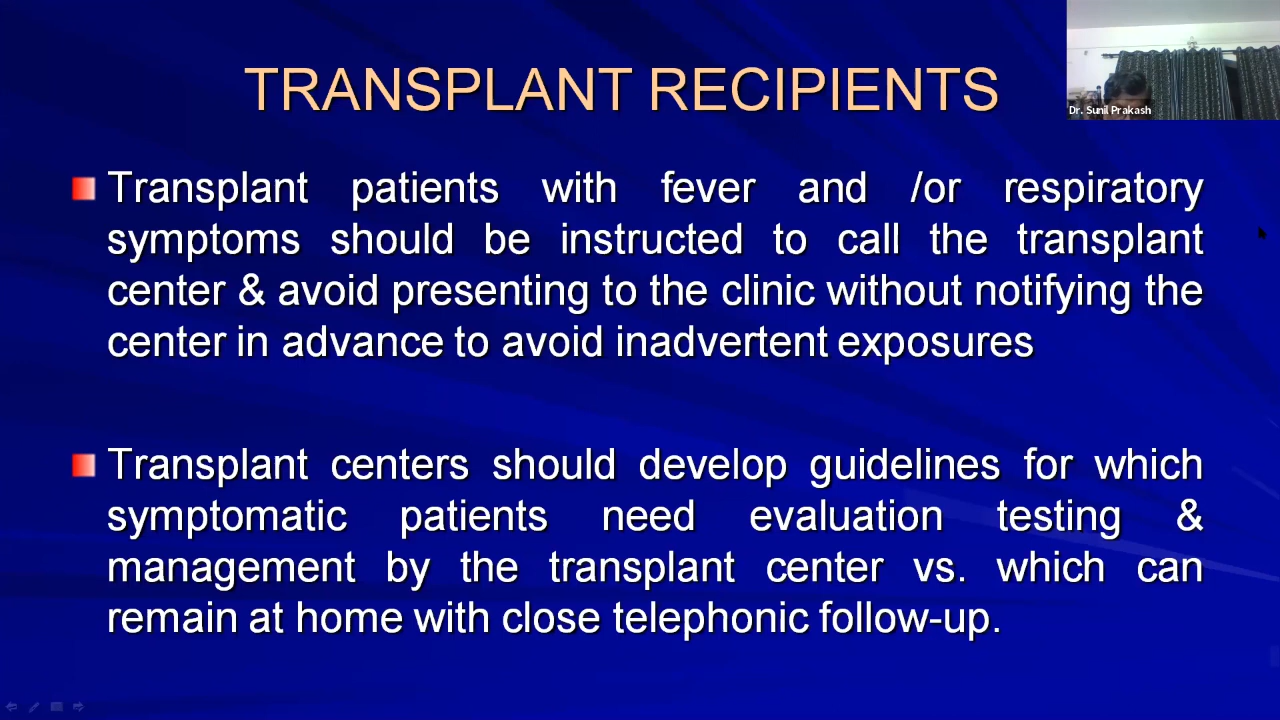 TRANSPLANT RECIPIENTS
Dr. Sunil Prakash
Transplant patients with fever and /or respiratory
symptoms should be instructed to call the transplant
center & avoid presenting to the clinic without notifying the
center in advance to avoid inadvertent exposures
Transplant centers should develop guidelines for which
symptomatic patients need evaluation testing &
management by the transplant center vs. which can
remain at home with close telephonic follow-up.